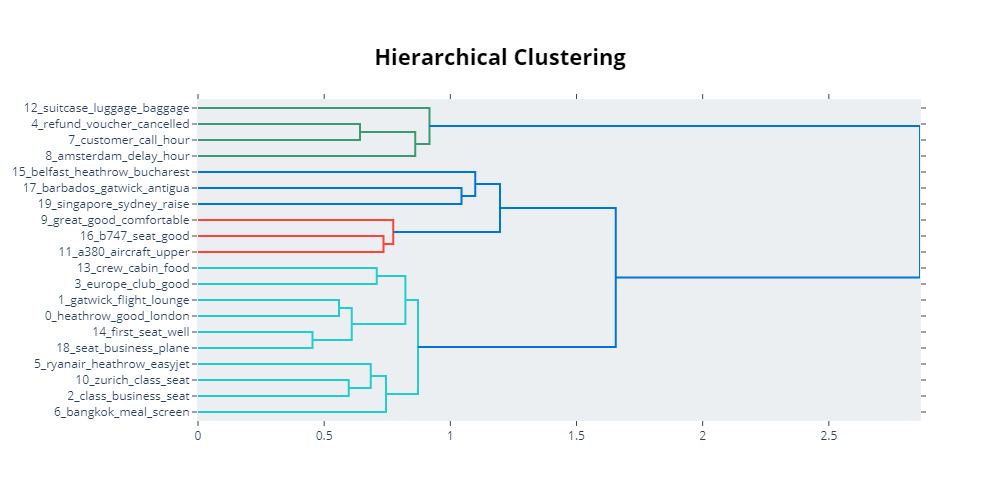 Hierarchical Clustering
12_suitcase_luggage_baggage
4_refund_voucher_cancelled
7_customer_call_hour
8_amsterdam_delay_hour
15_belfast_heathrow_bucharest
17_barbados_gatwick_antigua
19_singapore_sydney_raise
9_great_good_comfortable
16_b747_seat_good
11_a380_aircraft_upper
13_crew_cabin_food
3_europe_club_good
1_gatwick_flight_lounge
0_heathrow_good_london
14_first_seat_well
18_seat_business_plane
5_ryanair_heathrow_easyjet
10_zurich_class_seat
2_class_business_seat
6_bangkok_meal_screen
0 0.5 1 1.5 2 2.5